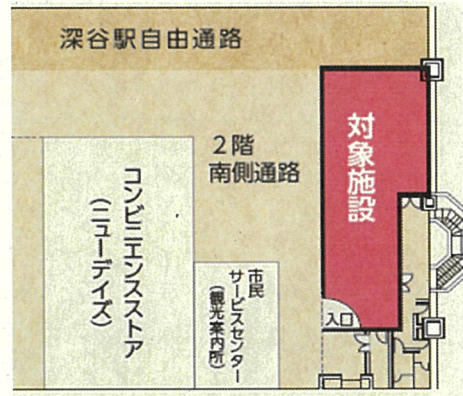 深谷駅自由通路
2階
南側通路
対象施設
コンビニエンスストア
(ニューデイズ)
市民
サービスセンター
(観光案内所)
入口